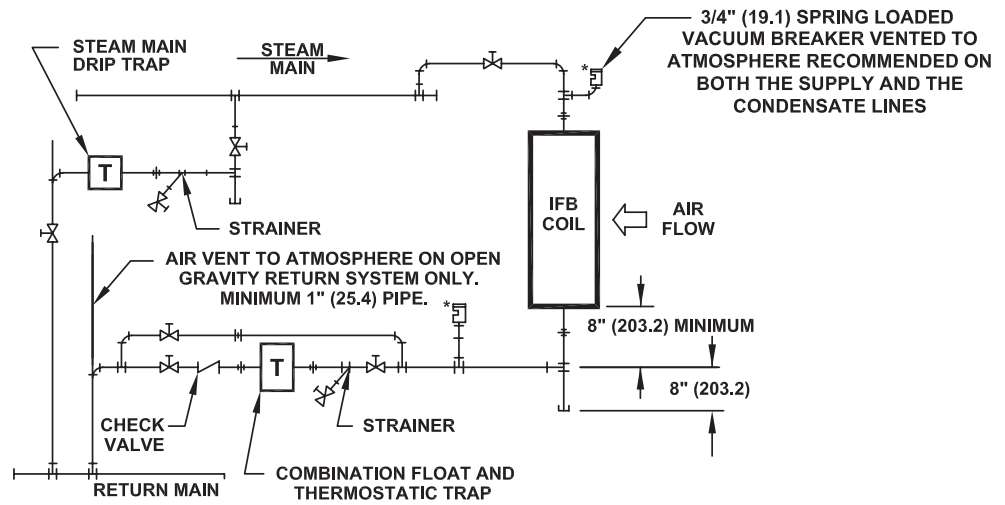 3/4" (19.1) SPRING LOADED
VACUUM BREAKER VENTED TO
ATMOSPHERE RECOMMENDED ON
BOTH THE SUPPLY AND THE
CONDENSATE LINES
STEAM MAIN
DRIP TRAP
STEAM
MAIN
*
T
STRAINER
IFB
COIL
AIR
FLOW
AIR VENT TO ATMOSPHERE ON OPEN
GRAVITY RETURN SYSTEM ONLY.
MINIMUM 1" (25.4) PIPE.
*
8" (203.2) MINIMUM
T
8" (203.2)
CHECK
VALVE
STRAINER
COMBINATION FLOAT AND
THERMOSTATIC TRAP
RETURN MAIN